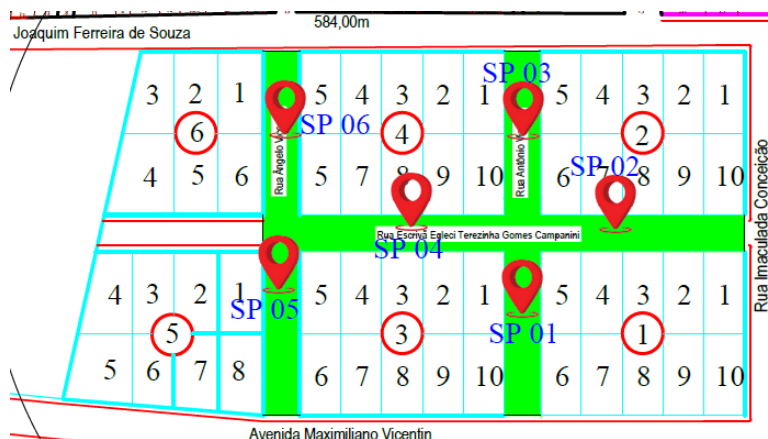 584,00m
Joaquim Ferreira de Souza
3 2 1 5 4 3 2 1 SP 03 5 4 3 2 1
6 SP 06 4 2
Rua Ângelo Vic
Rua Antônio V
SP 02
4 5 6 5 7 8 9 10 6 7 8 9 10
Rua Escrivã Egleci Terezinha Gomes Campanini
SP 04
Rua Imaculada Conceição
4 3 2 1 SP 05 5 4 3 2 1 SP 01 5 4 3 2 1
5 3 1
5 6 7 8 6 7 8 9 10 6 7 8 9 10
Avenida Maximiliano Vicentin